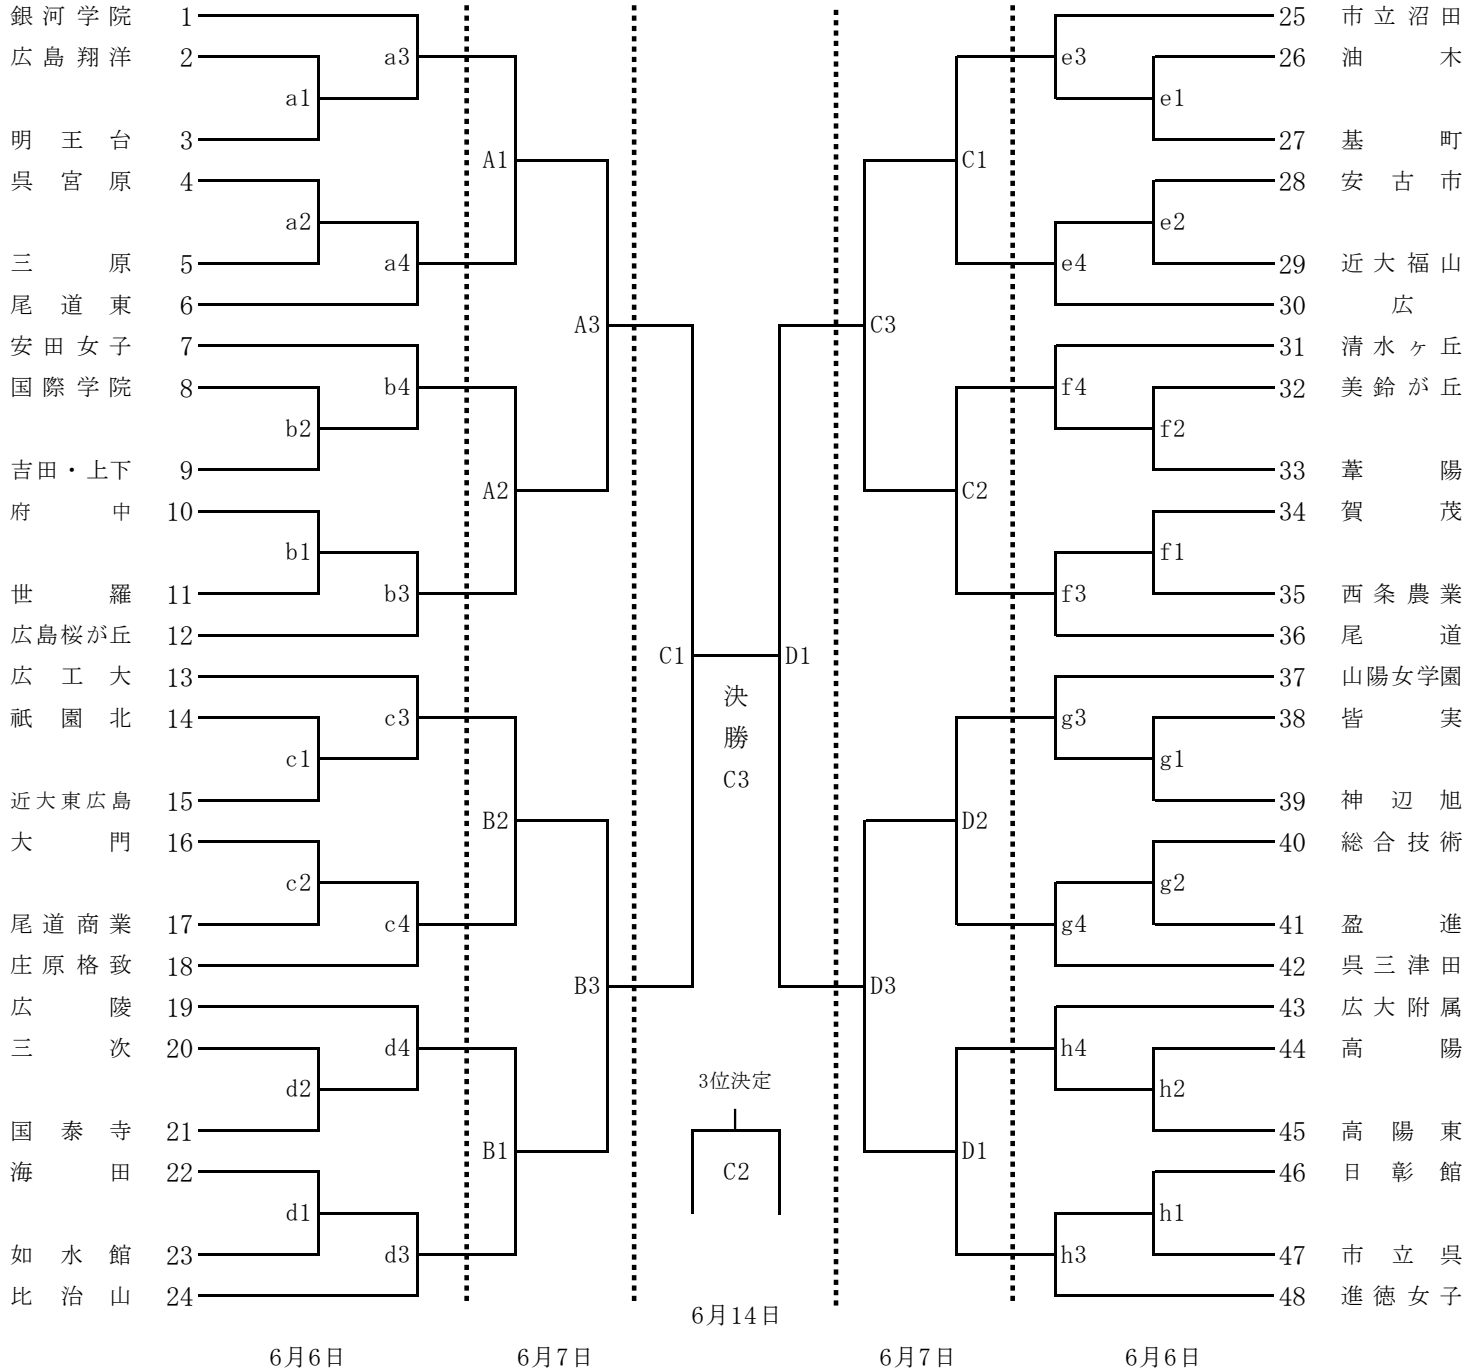 銀河学院 1
広島翔洋 2
明王台 3
呉宮原 4
三原 5
尾道東 6
安田女子 7
国際学院 8
吉田・上下 9
府中 10
世羅 11
広島桜が丘 12
広工大 13
祇園北 14
近大東広島 15
大門 16
尾道商業 17
庄原格致 18
広陵 19
三次 20
国泰寺 21
海田 22
如水館 23
比治山 24
a1
a2
b2
b1
c1
c2
d2
d1
a3
a4
b4
b3
c3
c4
d4
d3
A1
A2
B2
B1
A3
B3
C1
決勝
C3
3位決定
C2
D1
C3
D3
C1
C2
D2
D1
e3
e4
f4
f3
g3
g4
h4
h3
e1
e2
f2
f1
g1
g2
h2
h1
25 市立沼田
26 油木
27 基町
28 安古市
29 近大福山
30 広
31 清水ヶ丘
32 美鈴が丘
33 葦陽
34 賀茂
35 西条農業
36 尾道
37 山陽女学園
38 皆実
39 神辺旭
40 総合技術
41 盈進
42 呉三津田
43 広大附属
44 高陽
45 高陽東
46 日彰館
47 市立呉
48 進徳女子
6月14日
6月6日 6月7日 6月7日 6月6日